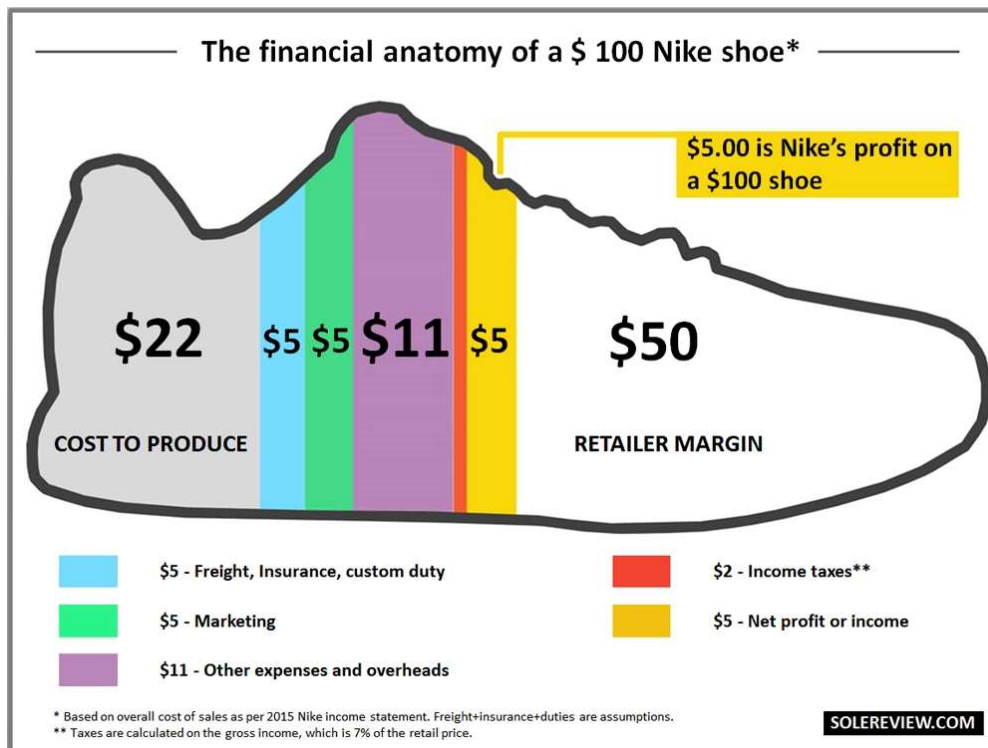 The financial anatomy of a $ 100 Nike shoe*
$5.00 is Nike's profit on
a $100 shoe
$22
$5
$5
$11
$5
$50
COST TO PRODUCE
RETAILER MARGIN
$5 - Freight, Insurance, custom duty
$2 - Income taxes**
$5 - Marketing
$5 - Net profit or income
$11 - Other expenses and overheads
* Based on overall cost of sales as per 2015 Nike income statement. Freight+insurance+duties are assumptions.
** Taxes are calculated on the gross income, which is 7% of the retail price.
SOLEREVIEW.COM